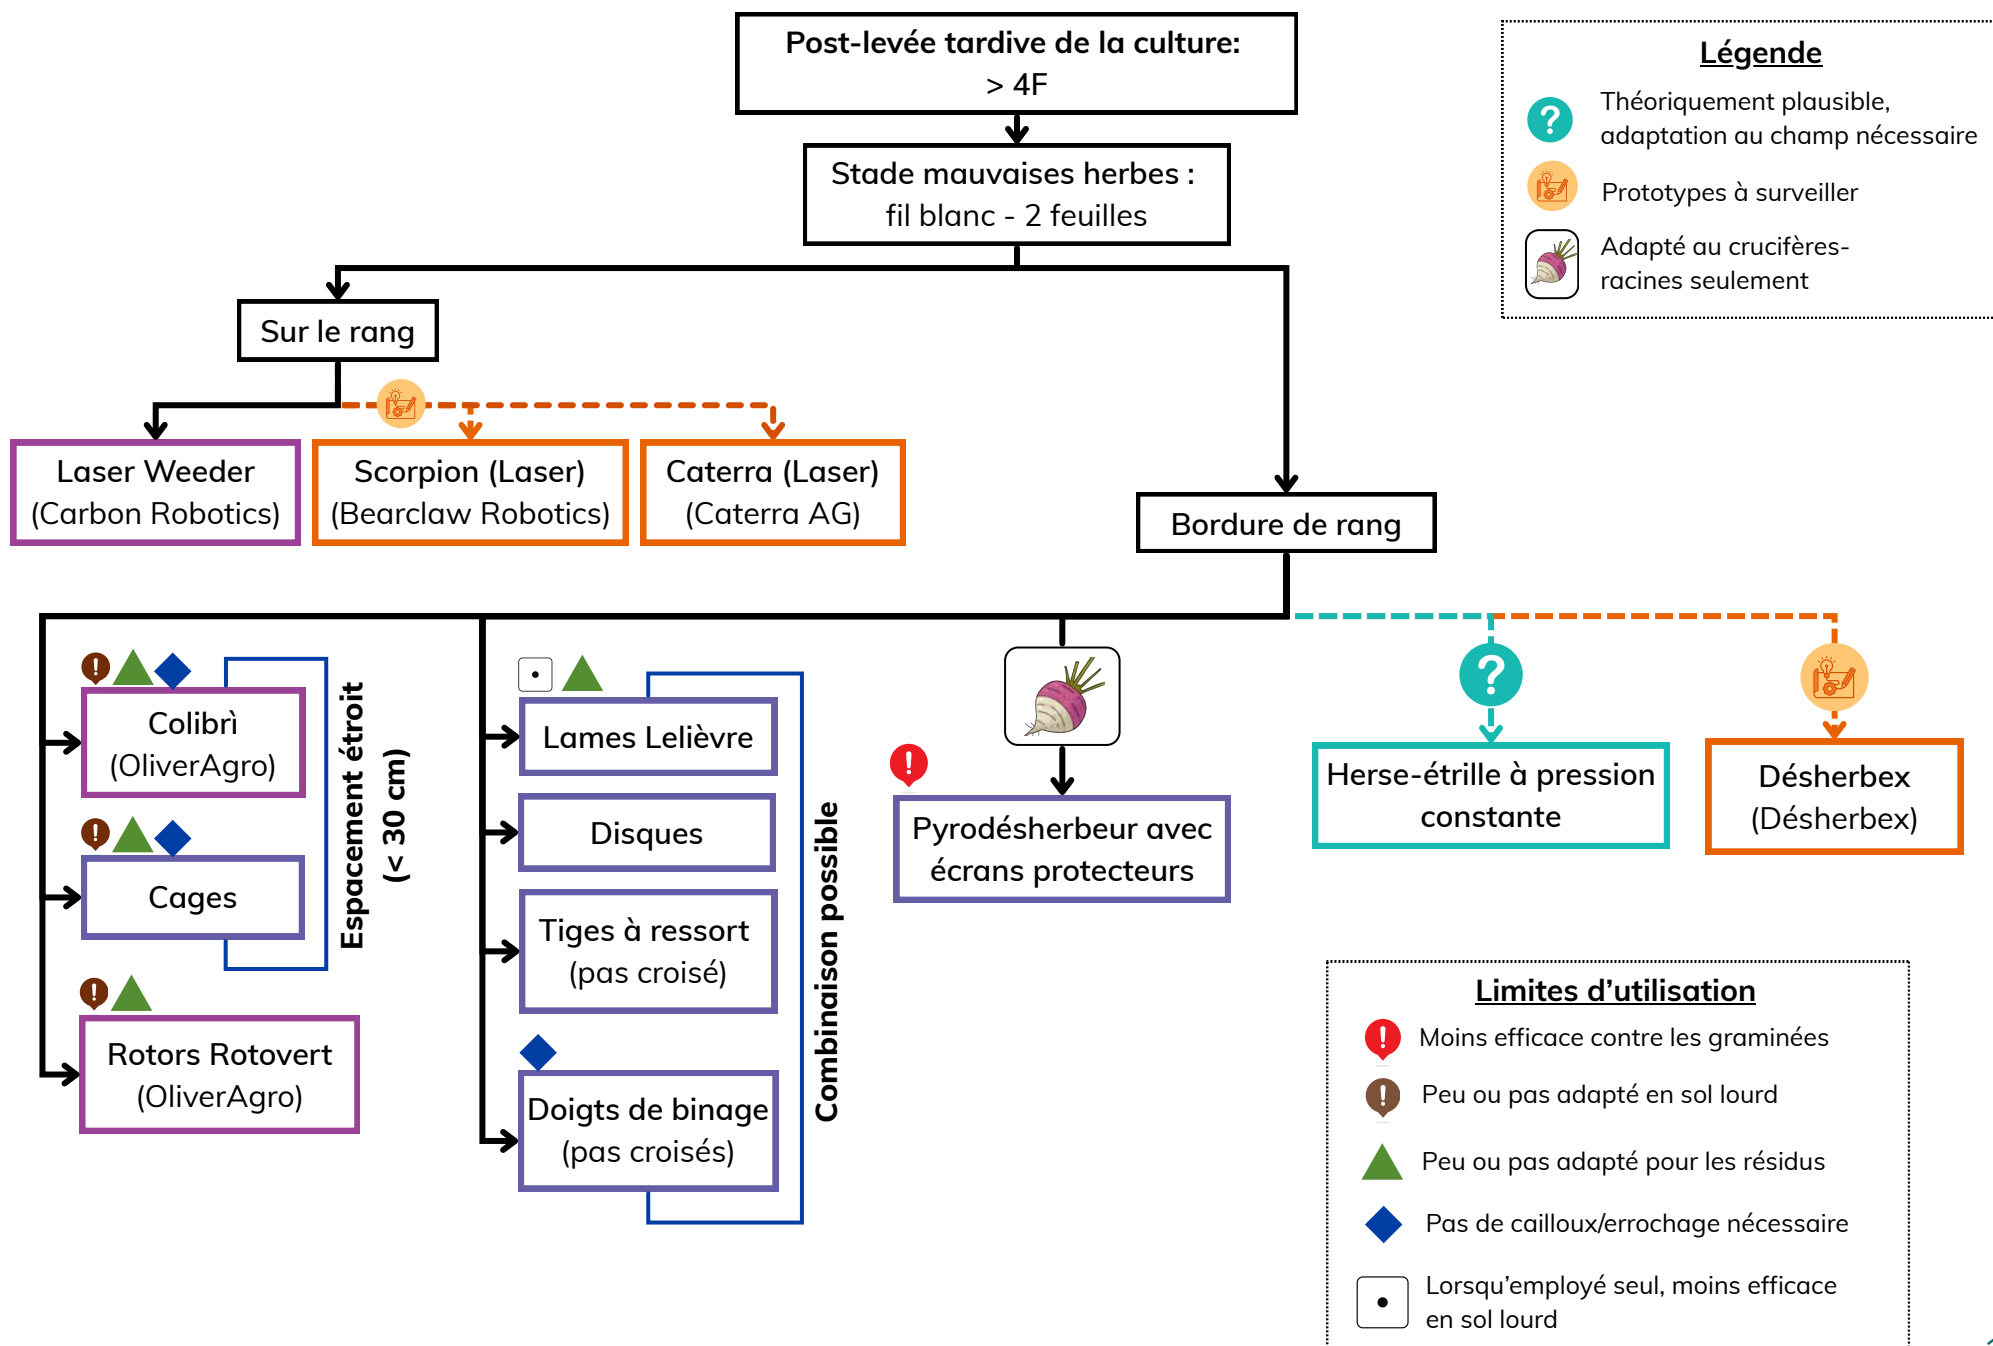 Post-levée tardive de la culture:
> 4F
Stade mauvaises herbes :
fil blanc - 2 feuilles
Légende
Théoriquement plausible,
adaptation au champ nécessaire
Prototypes à surveiller
Adapté au crucifères-
racines seulement
Sur le rang
Laser Weeder
(Carbon Robotics)
Scorpion (Laser)
(Bearclaw Robotics)
Caterra (Laser)
(Caterra AG)
Bordure de rang
Colibrì
(OliverAgro)
Cages
Espacement étroit
(< 30 cm)
Rotors Rotovert
(OliverAgro)
Lames Lelièvre
Disques
Tiges à ressort
(pas croisé)
Doigts de binage
(pas croisés)
Combinaison possible
Pyrodésherbeur avec
écrans protecteurs
Herse-étrille à pression
constante
Désherbex
(Désherbex)
Limites d’utilisation
Moins efficace contre les graminées
Peu ou pas adapté en sol lourd
Peu ou pas adapté pour les résidus
Pas de cailloux/errochage nécessaire
Lorsqu’employé seul, moins efficace
en sol lourd